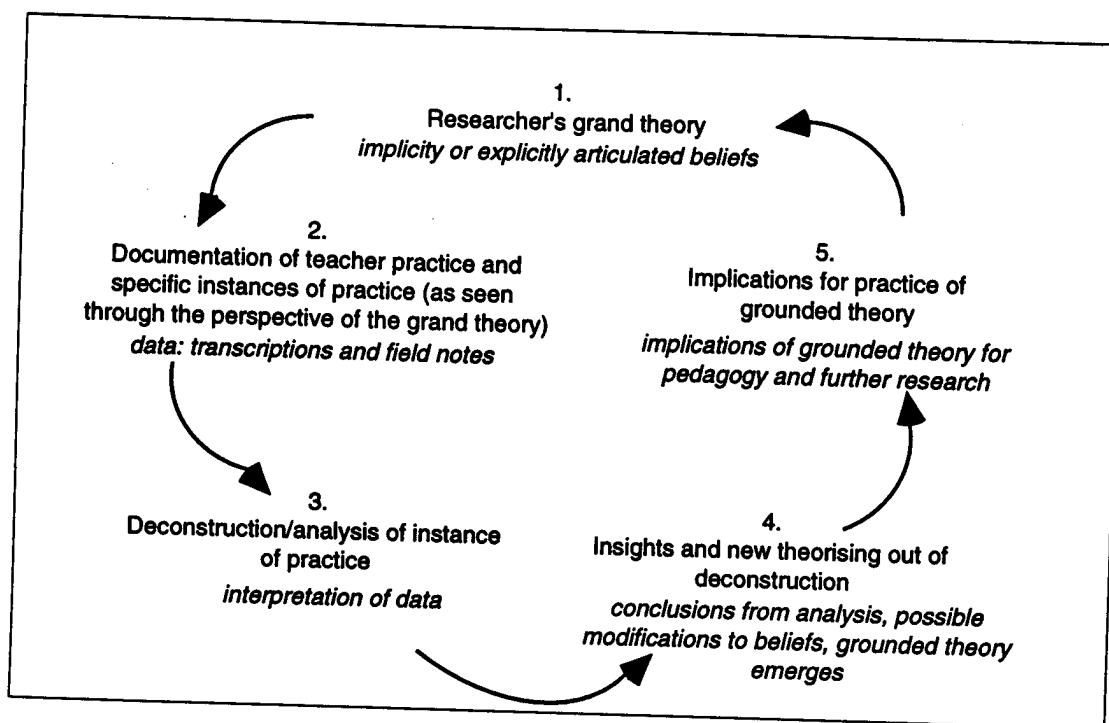 1.
Researcher's grand theory
implicity or explicitly articulated beliefs
2.
Documentation of teacher practice and
specific instances of practice (as seen
through the perspective of the grand theory)
data: transcriptions and field notes
3.
Deconstruction/analysis of instance
of practice
interpretation of data
4.
Insights and new theorising out of
deconstruction
conclusions from analysis, possible
modifications to beliefs, grounded theory
emerges
5.
Implications for practice of
grounded theory
implications of grounded theory for
pedagogy and further research